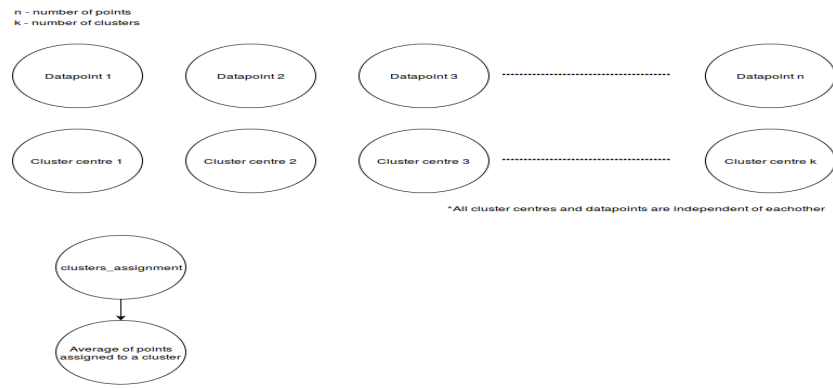 n - number of points
k - number of clusters
Datapoint 1
Datapoint 2
Datapoint 3
Datapoint n
Cluster centre 1
Cluster centre 2
Cluster centre 3
Cluster centre k
*All cluster centres and datapoints are independent of eachother
clusters_assignment
Average of points
assigned to a cluster